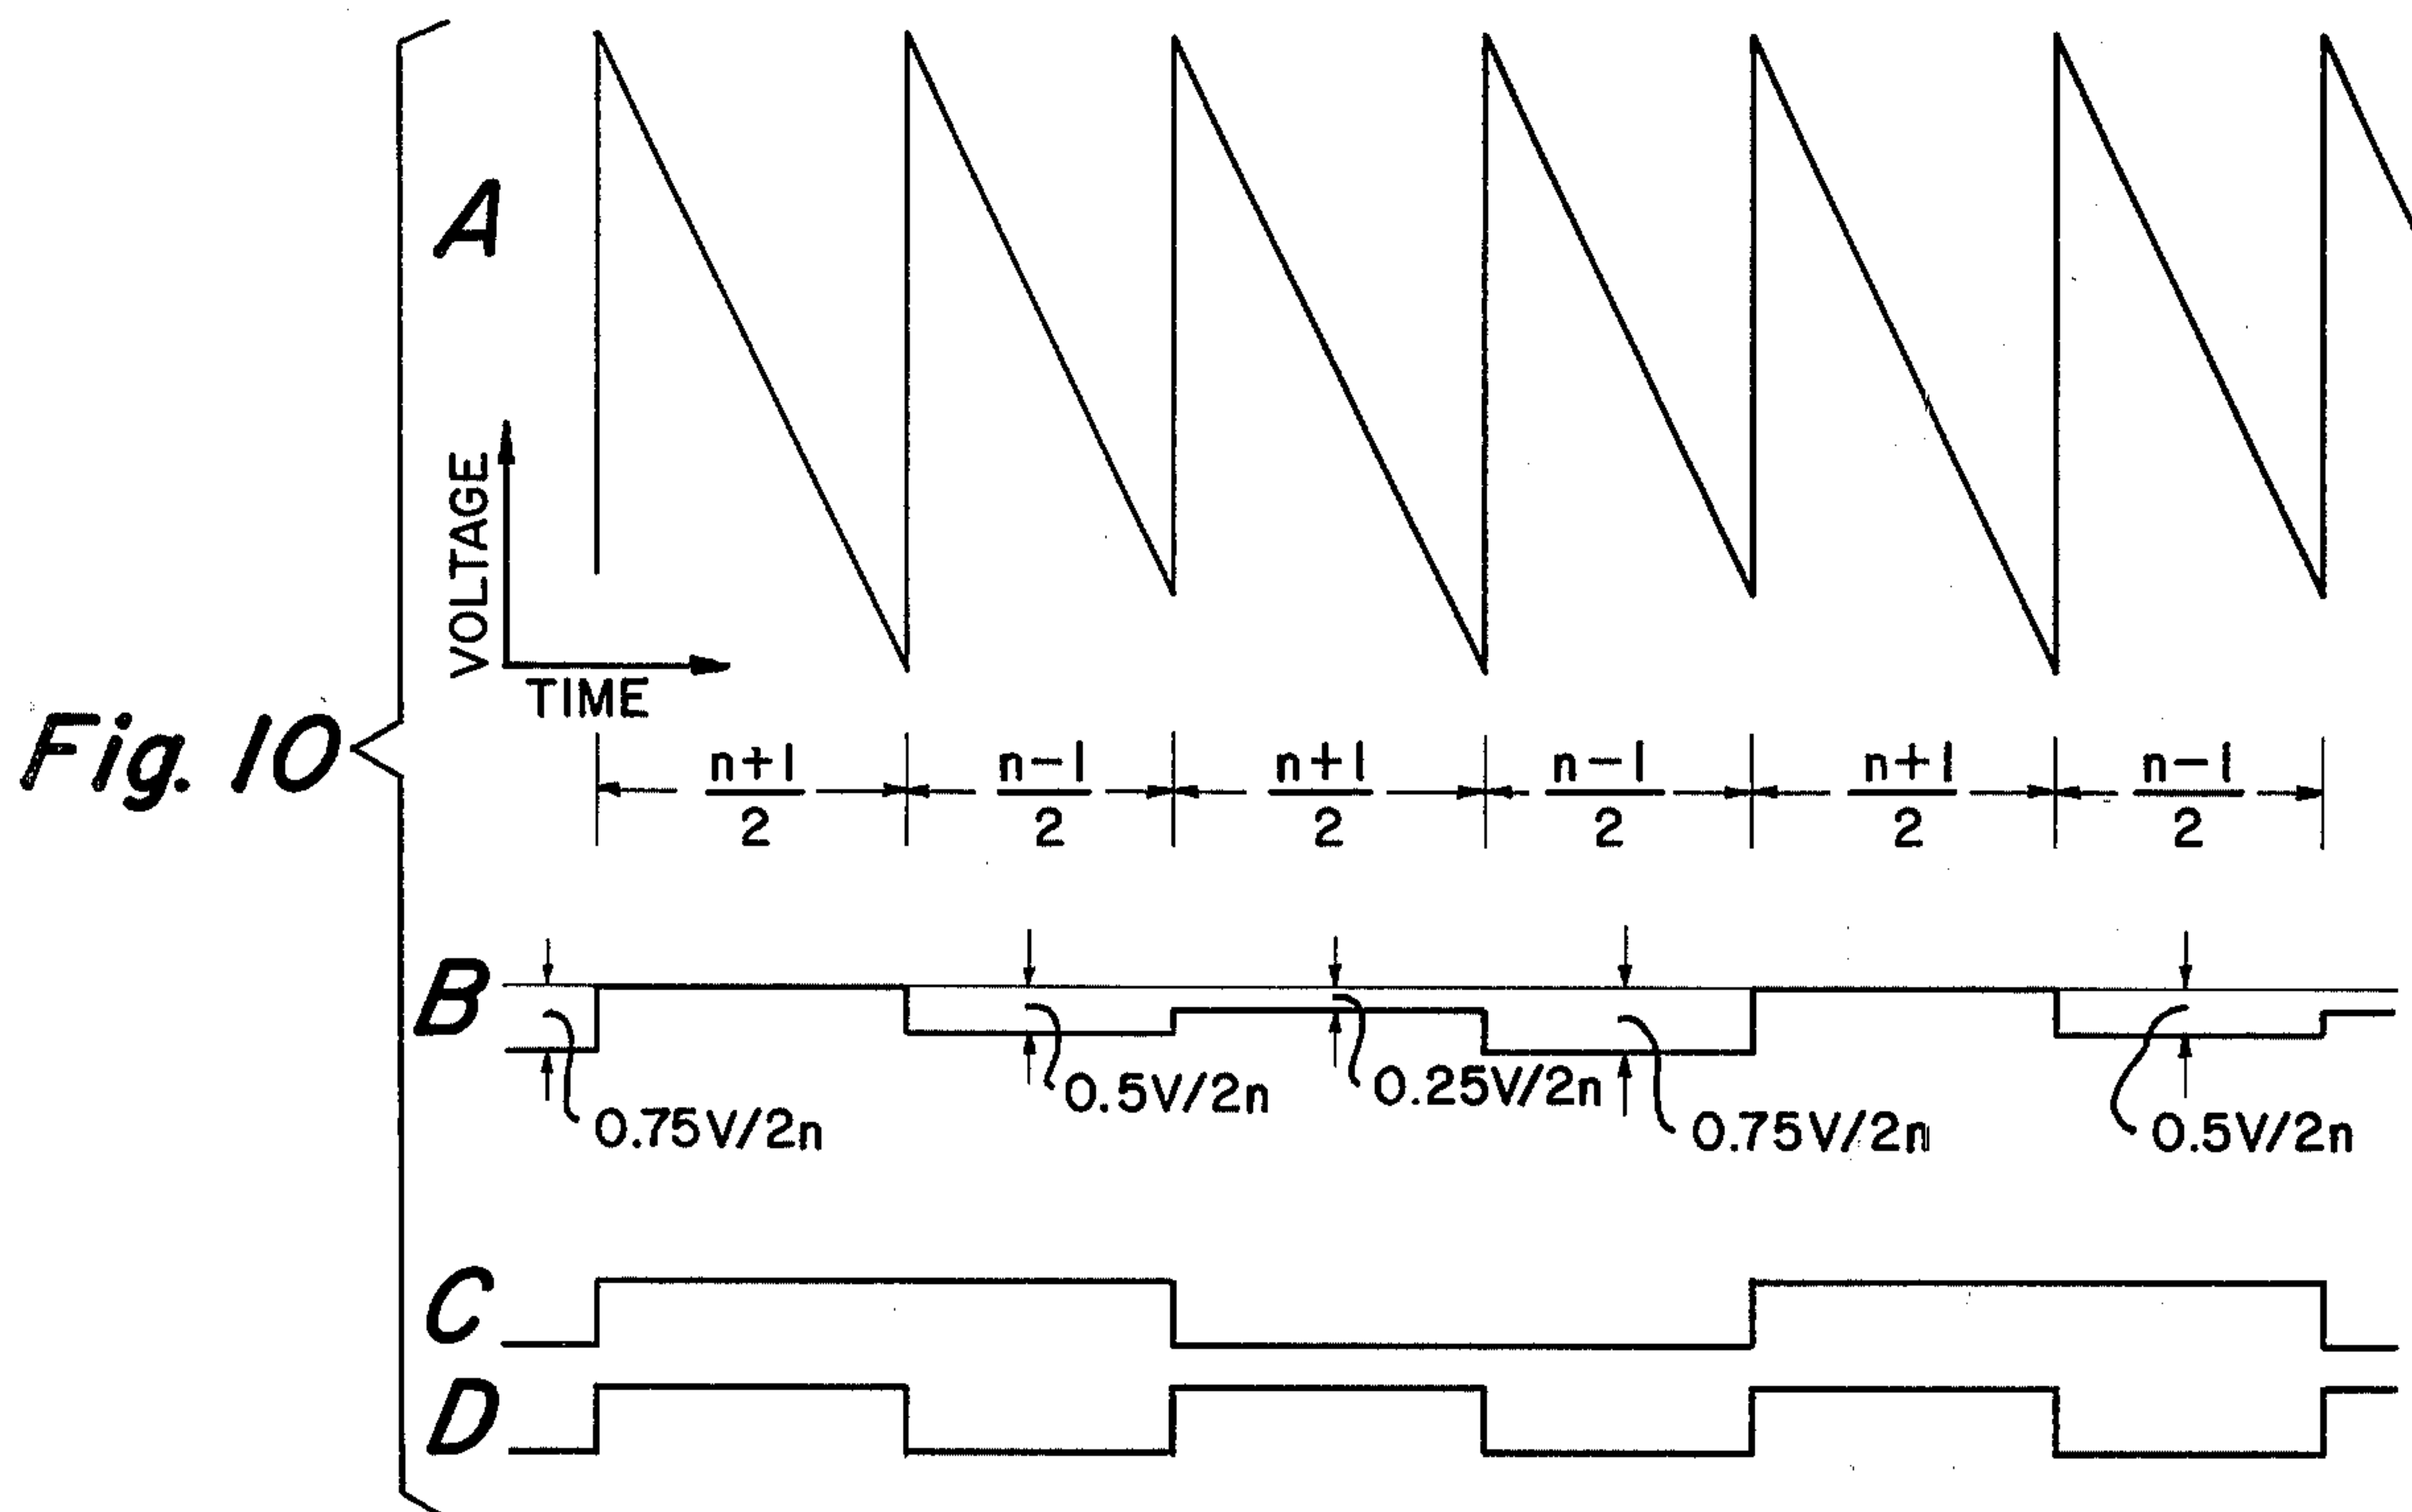 A
VOLTAGE
TIME
Fig. 10
n+1/2 n-1/2 n+1/2 n-1/2 n+1/2 n-1/2
B
0.75V/2n 0.5V/2n 0.25V/2n 0.75V/2n 0.5V/2n
C
D